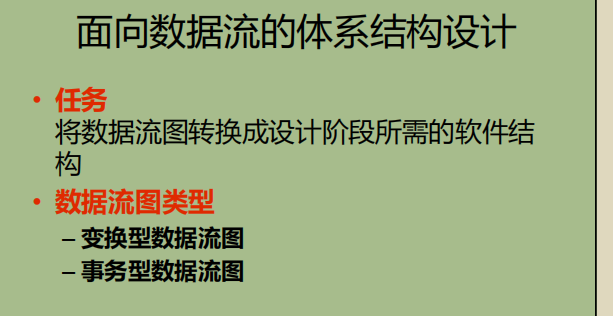 面向数据流的体系结构设计
• 任务
将数据流图转换成设计阶段所需的软件结
构
• 数据流图类型
– 变换型数据流图
– 事务型数据流图